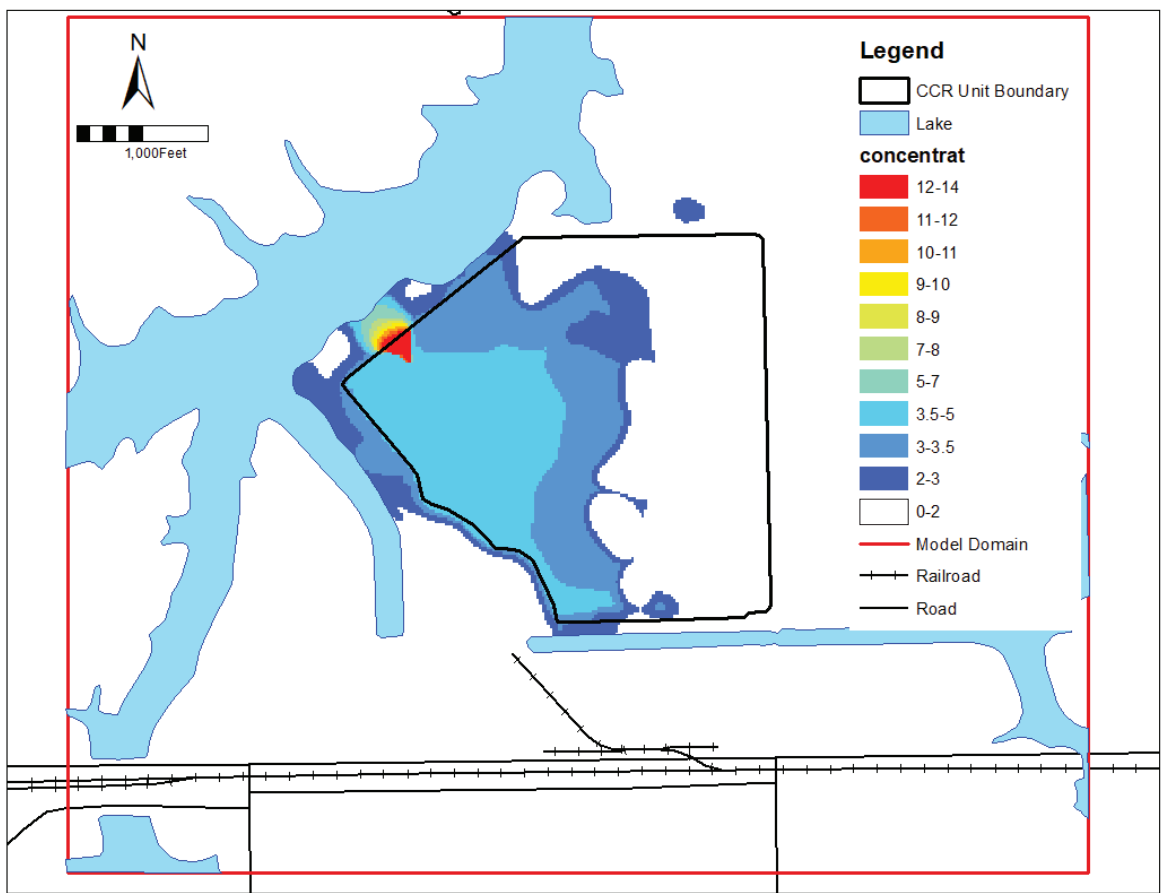 N
1,000Feet
Legend
CCR Unit Boundary
Lake
concentrat
12-14
11-12
10-11
9-10
8-9
7-8
5-7
3.5-5
3-3.5
2-3
0-2
Model Domain
Railroad
Road